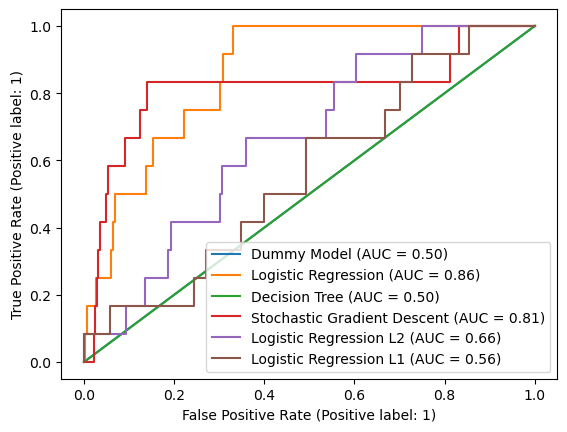 True Positive Rate (Positive label: 1)
1.0
0.8
0.6
0.4
0.2
0.0
Dummy Model (AUC = 0.50)
Logistic Regression (AUC = 0.86)
Decision Tree (AUC = 0.50)
Stochastic Gradient Descent (AUC = 0.81)
Logistic Regression L2 (AUC = 0.66)
Logistic Regression L1 (AUC = 0.56)
0.0 0.2 0.4 0.6 0.8 1.0
False Positive Rate (Positive label: 1)